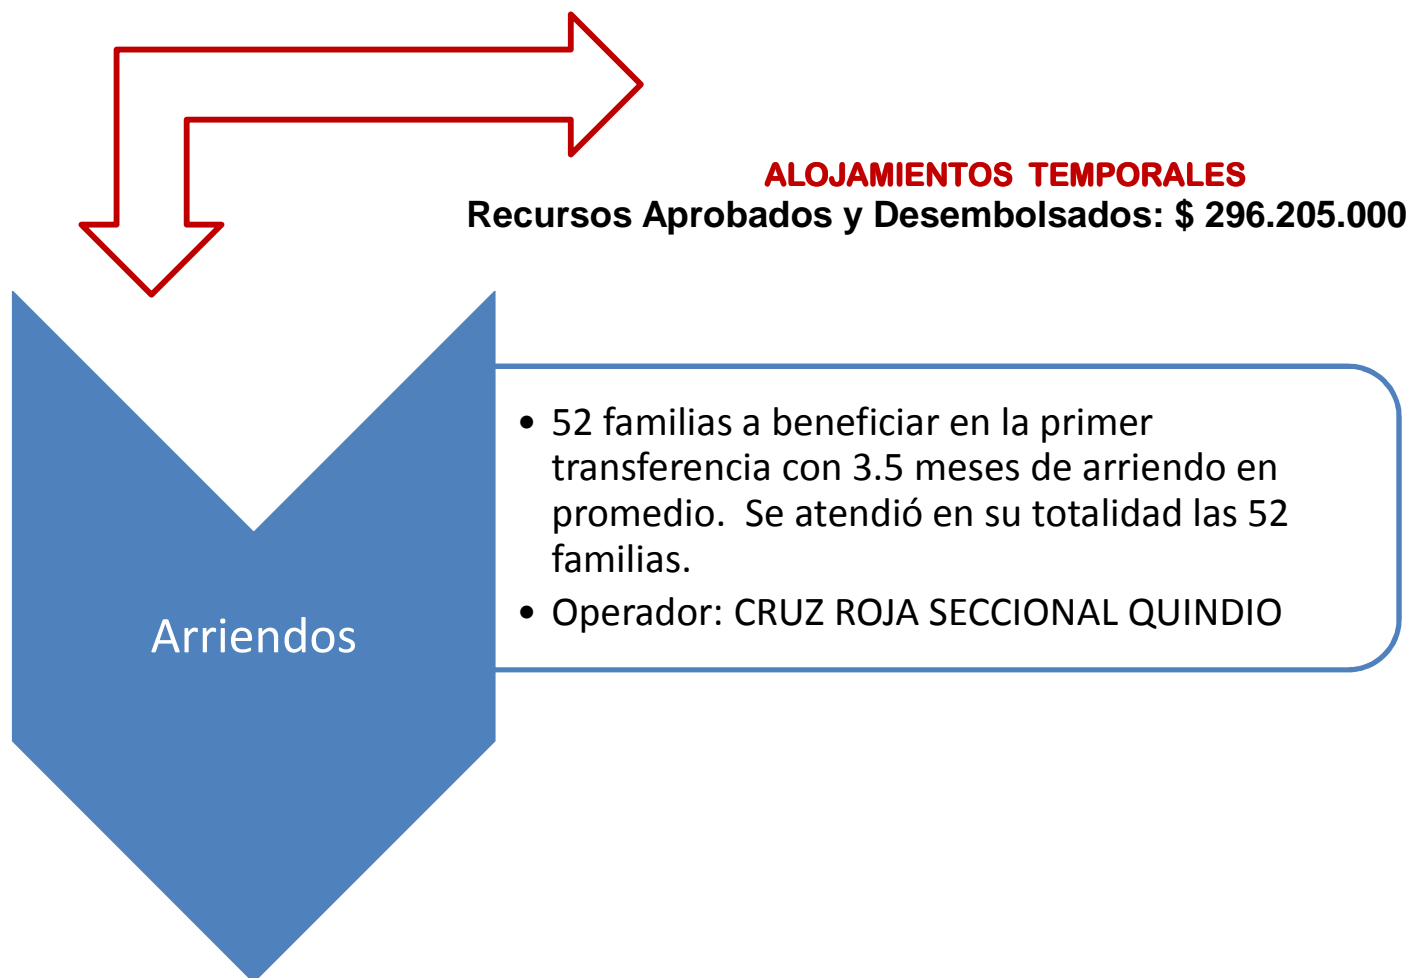 ALOJAMIENTOS TEMPORALES
Recursos Aprobados y Desembolsados: $ 296.205.000
• 52 familias a beneficiar en la primer
transferencia con 3.5 meses de arriendo en
promedio. Se atendió en su totalidad las 52
familias.
• Operador: CRUZ ROJA SECCIONAL QUINDIO
Arriendos